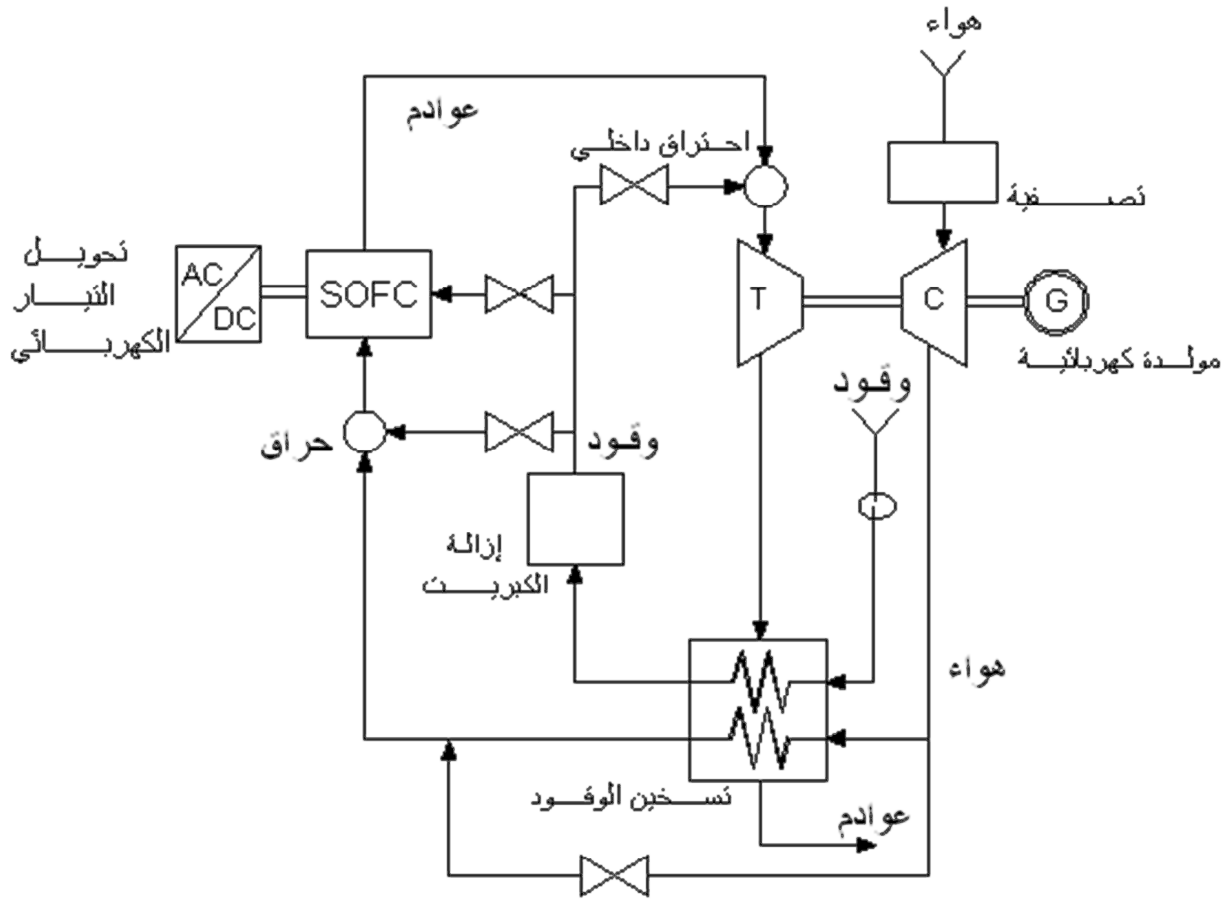 هواء
عوادم
احتراق داخلي
تصفية
تحويل
التيار
الكهربائي
AC
DC
SOFC
T
C
G
مولدة كهربائية
وقود
حراق
وقود
إزالة
الكبريت
هواء
تسخين الوقود
عوادم